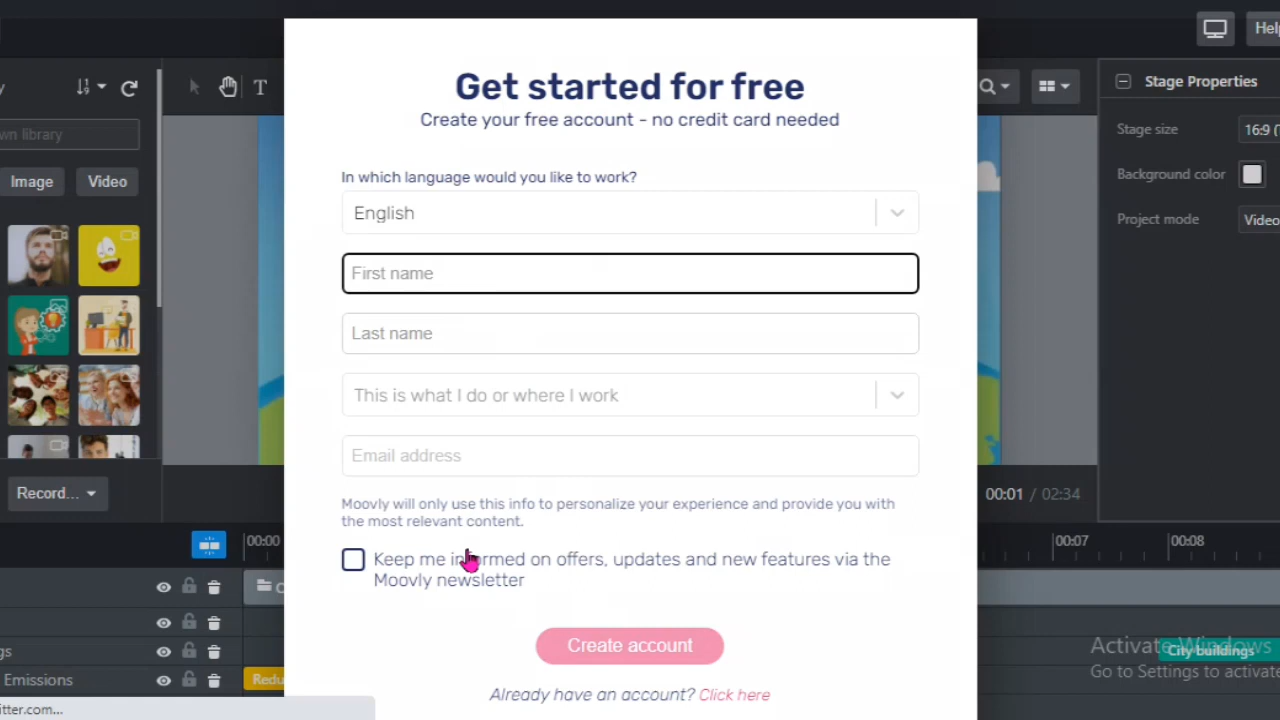 Help
Get started for free
Create your free account - no credit card needed
T
Stage Properties
Stage size
16:9 (
Background color
Project mode
Video
own library
Image
Video
In which language would you like to work?
English
First name
Last name
This is what I do or where I work
Email address
Moovly will only use this info to personalize your experience and provide you with
the most relevant content.
Keep me informed on offers, updates and new features via the
Moovly newsletter
Create account
Already have an account? Click here
Record...
00:01 / 02:34
00:00
00:07
00:08
gs
Emissions
Redu
City buildings
Activate Windows
Go to Settings to activate
itter.com...